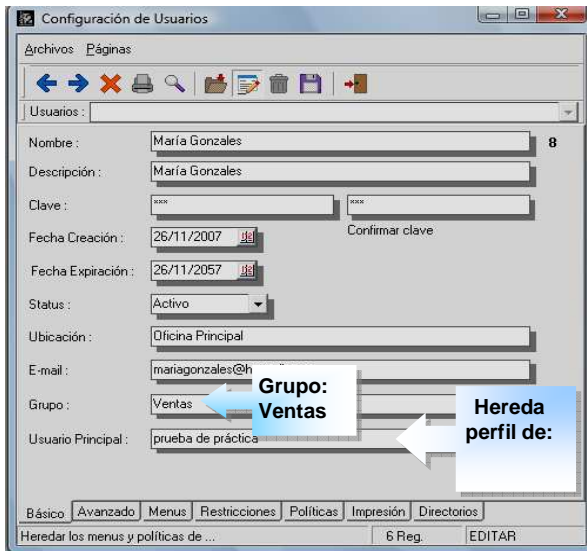 Configuración de Usuarios
Archivos Páginas
Usuarios :
Nombre : María Gonzales 8
Descripción : María Gonzales
Clave : *** ***
Confirmar clave
Fecha Creación : 26/11/2007
Fecha Expiración : 26/11/2057
Status : Activo
Ubicación : Oficina Principal
E-mail : mariagonzales@h
Grupo : Ventas
Grupo:
Ventas
Usuario Principal : prueba de práctica
Hereda
perfil de:
Básico Avanzado Menus Restricciones Políticas Impresión Directorios
Heredar los menus y políticas de ... 6 Reg. EDITAR